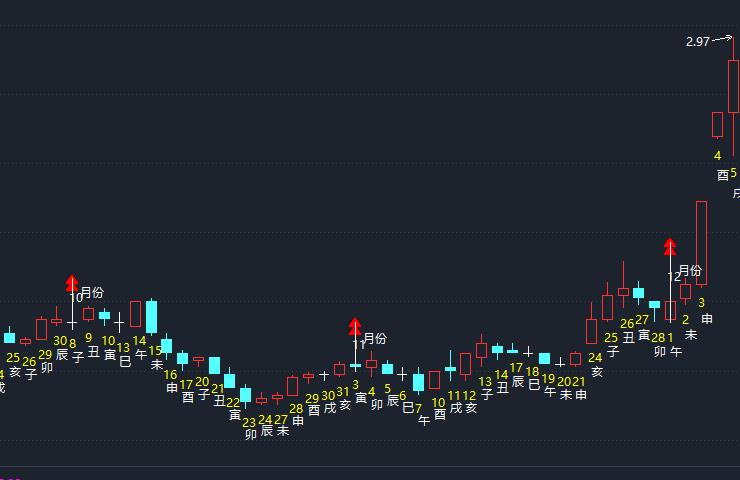 2.97
25
亥
26
子
29
卯
30
辰
10月份
8
子
9
丑
10
寅
13
巳
14
午
15
未
16
申
17
酉
20
子
21
丑
22
寅
23
卯
24
辰
27
未
28
申
29
酉
30
戌
31
亥
11月份
3
寅
4
卯
5
辰
6
巳
7
午
10
酉
11
戌
12
亥
13
子
14
丑
17
辰
18
巳
19
午
20
未
21
申
24
亥
25
子
26
丑
27
寅
28
卯
12月份
1
午
2
未
3
申
4
酉
5